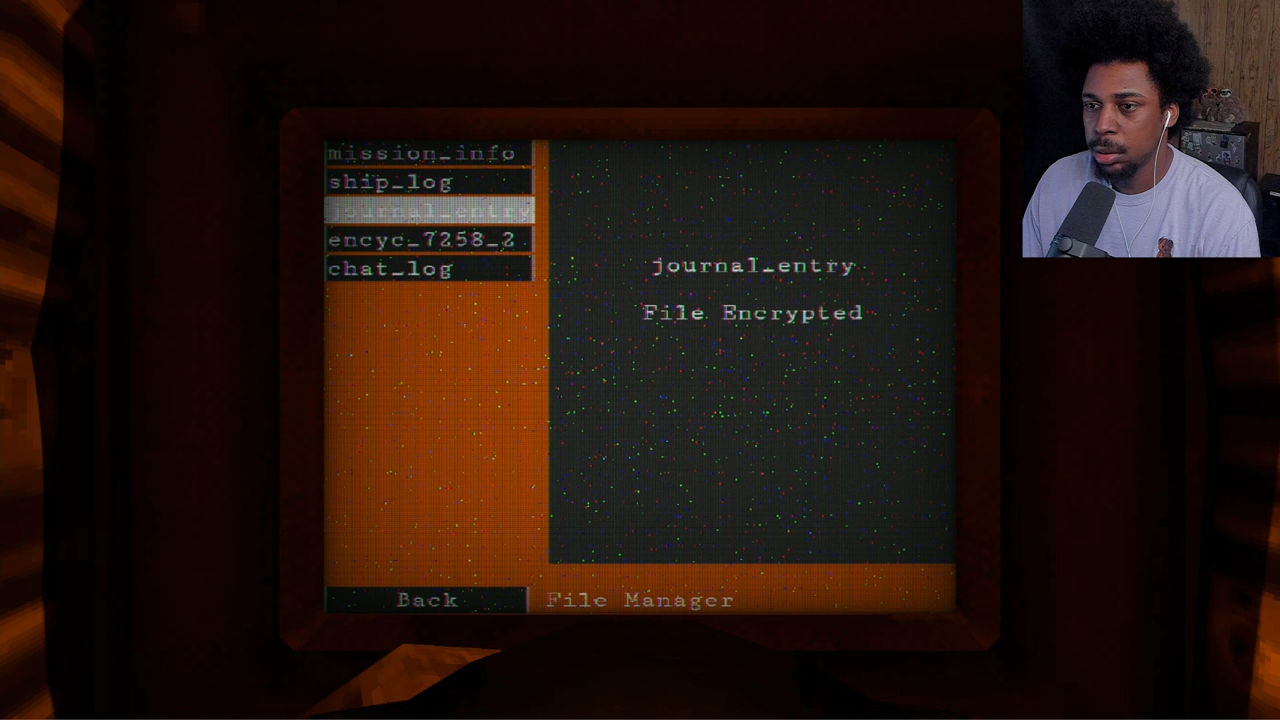 mission_info
ship_log
journal_entry
encyc_7258_2
chat_log
journal_entry
File Encrypted
Back
File Manager